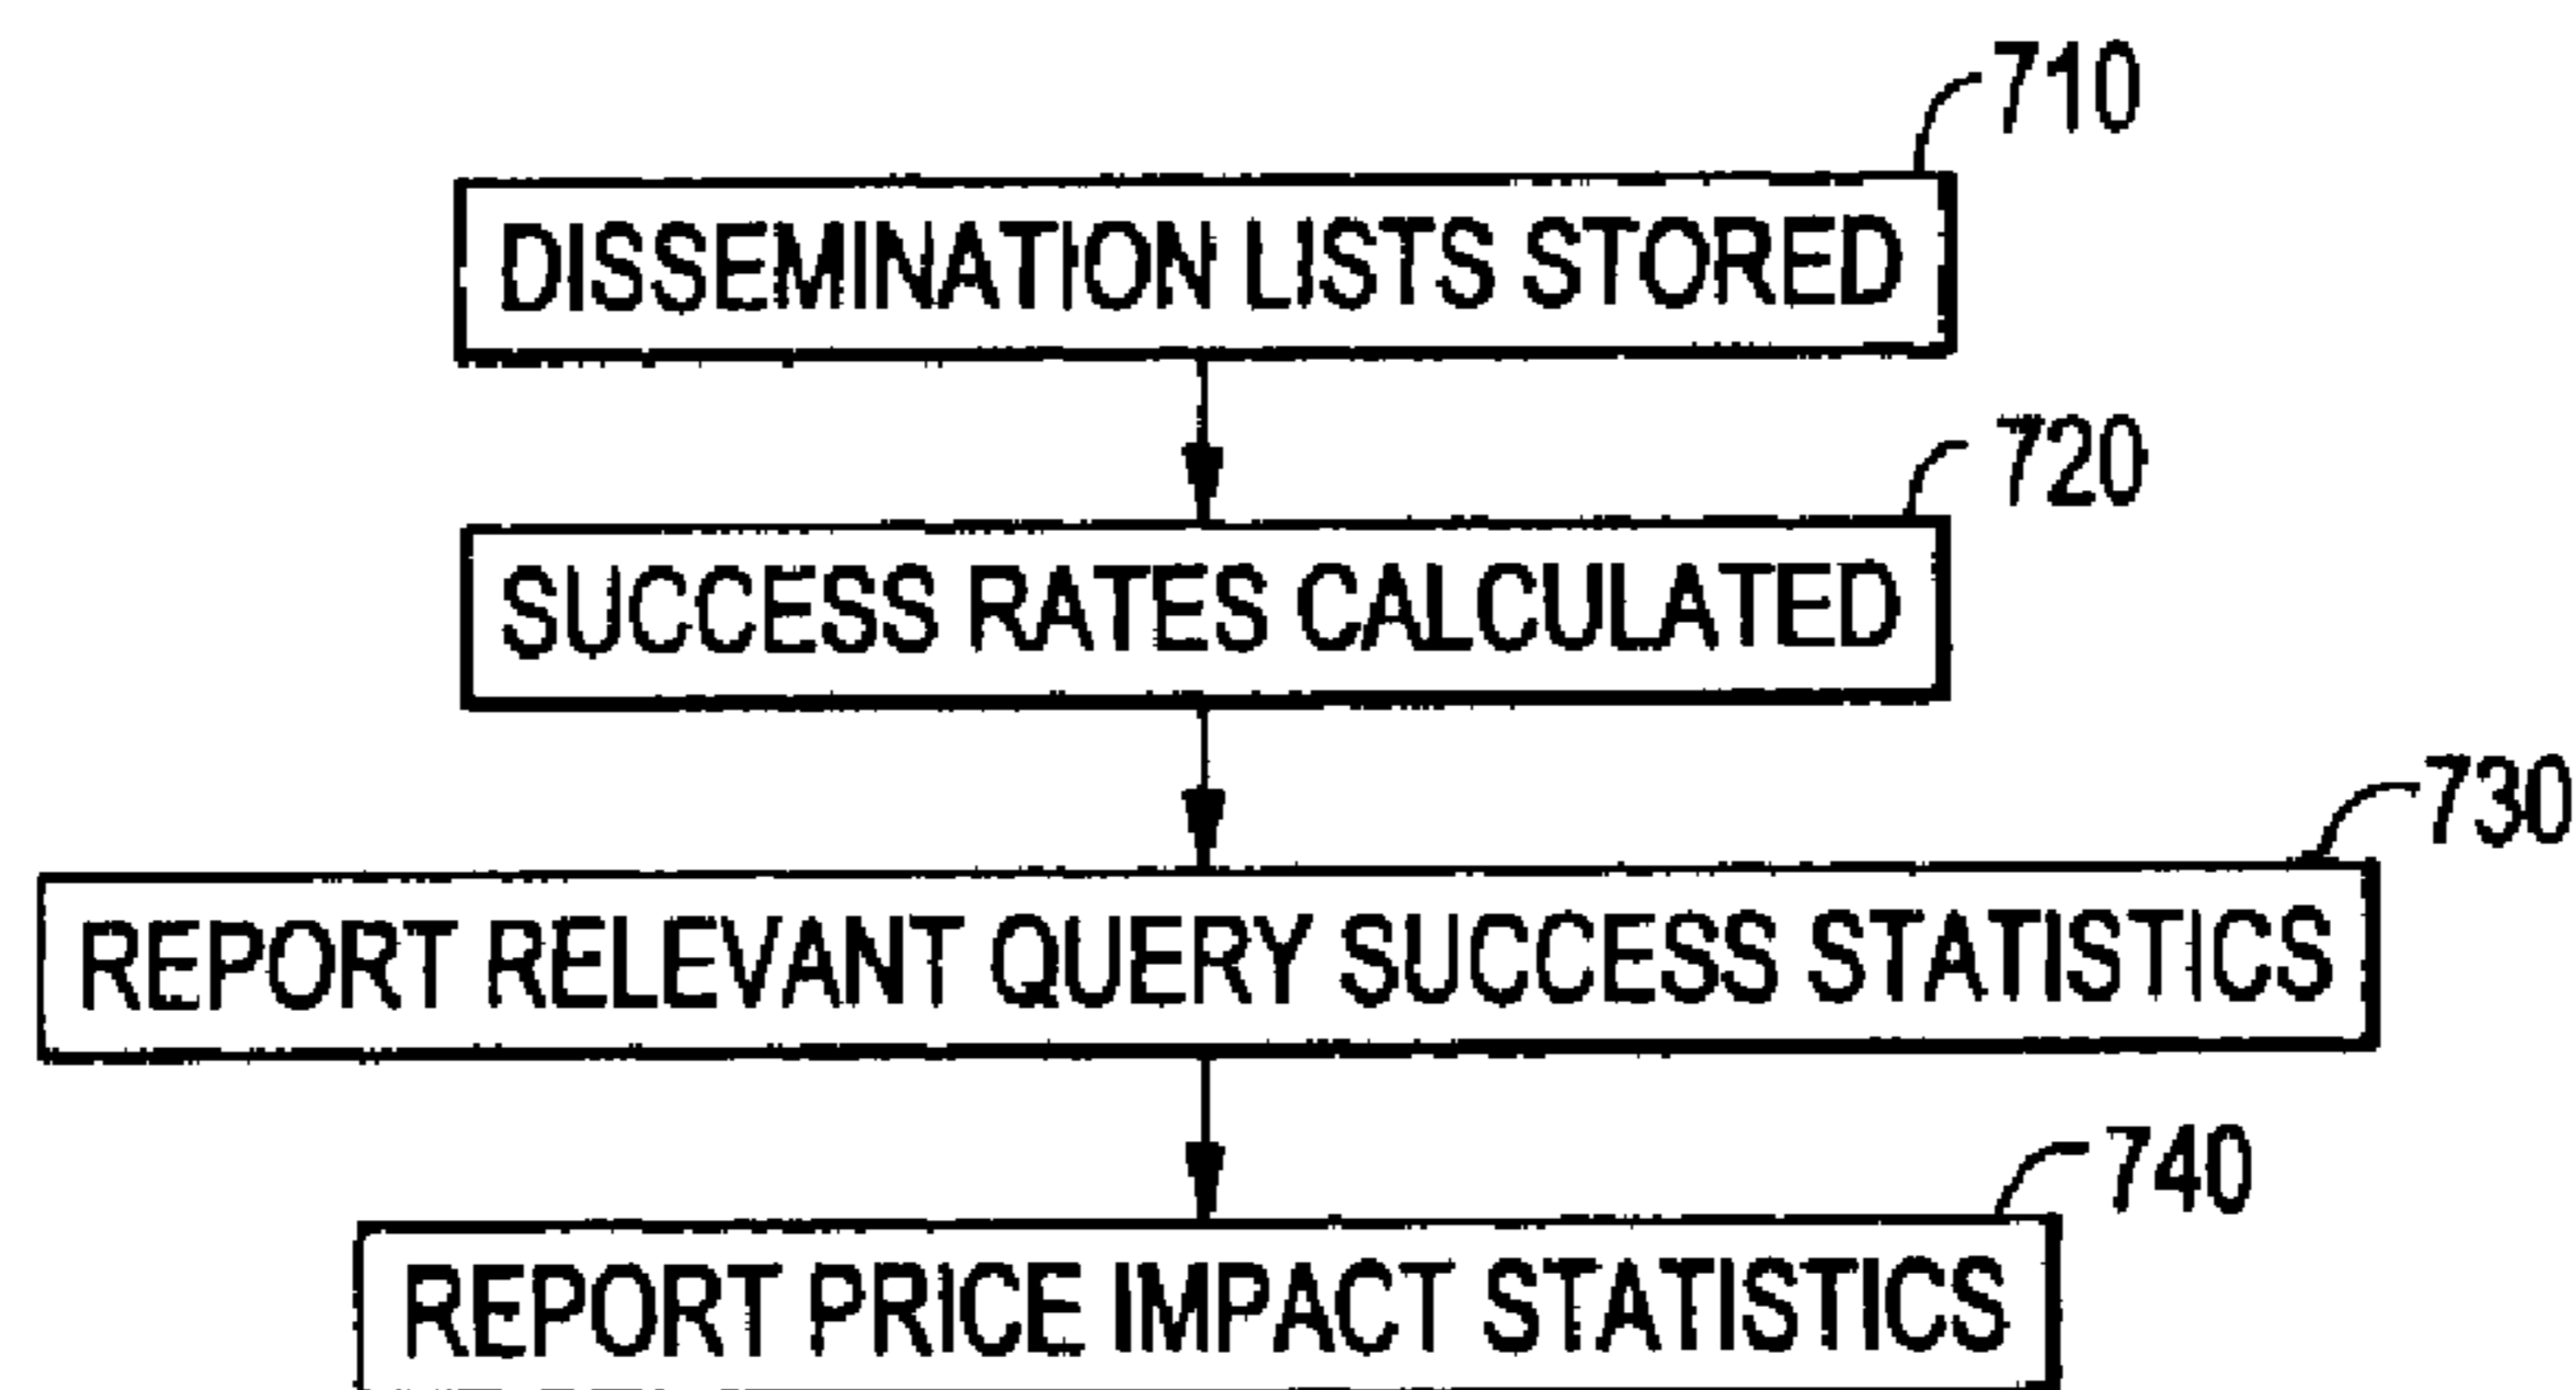 710
DISSEMINATION LISTS STORED
720
SUCCESS RATES CALCULATED
730
REPORT RELEVANT QUERY SUCCESS STATISTICS
740
REPORT PRICE IMPACT STATISTICS